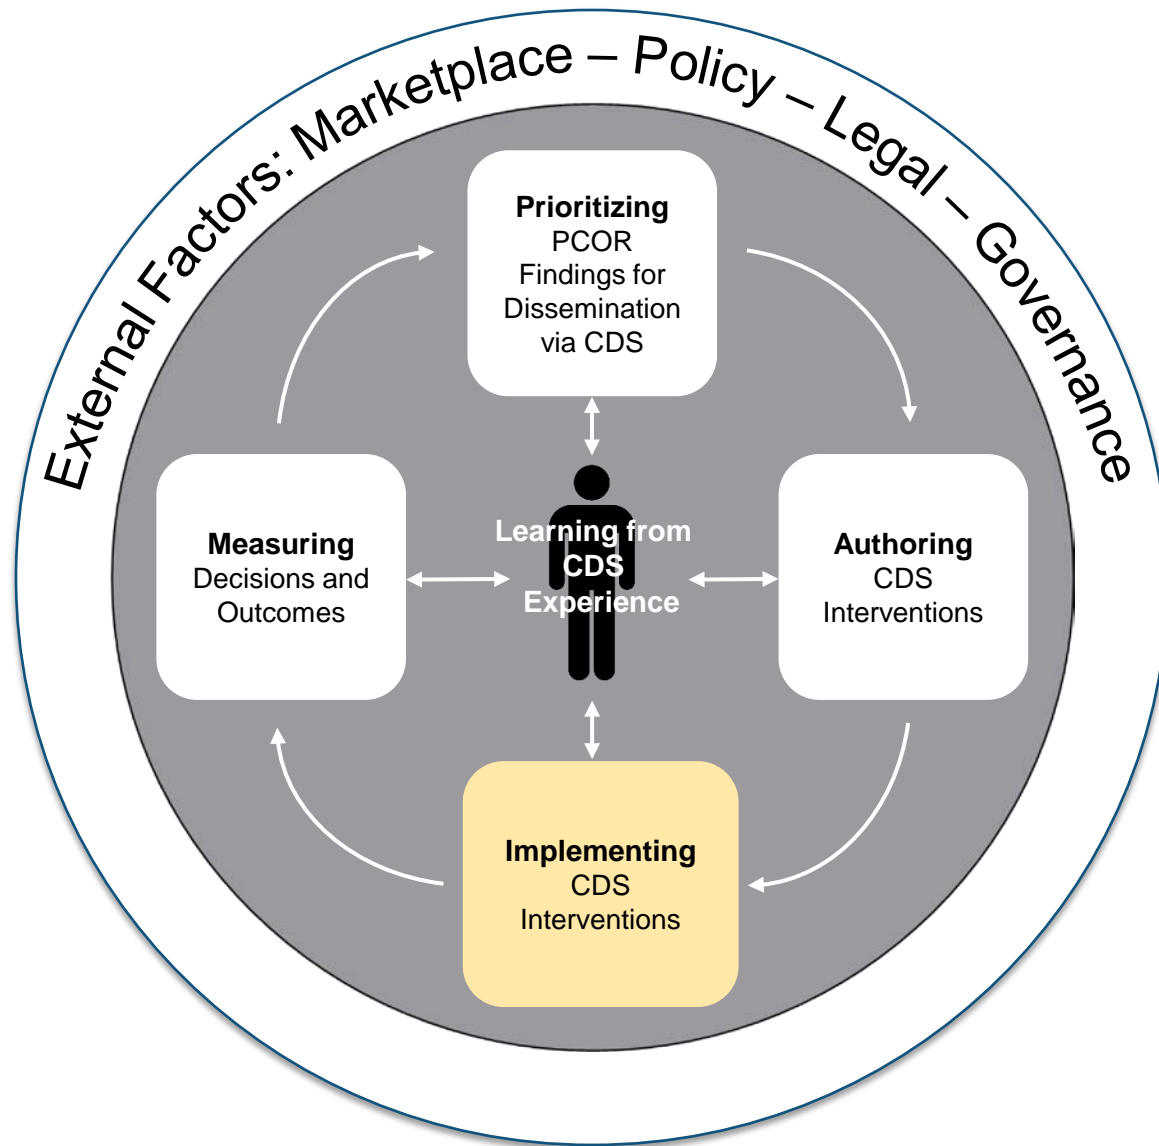 External Factors: Marketplace – Policy – Legal – Governance
Prioritizing
PCOR
Findings for
Dissemination
via CDS
Measuring
Decisions and
Outcomes
Learning from
CDS
Experience
Authoring
CDS
Interventions
Implementing
CDS
Interventions